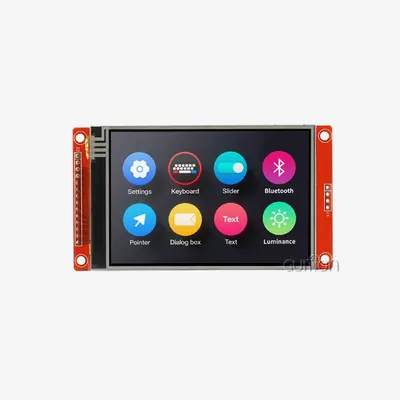 Settings
Keyboard
Slider
Bluetooth
Pointer
Dialog box
Text
Text
Luminance